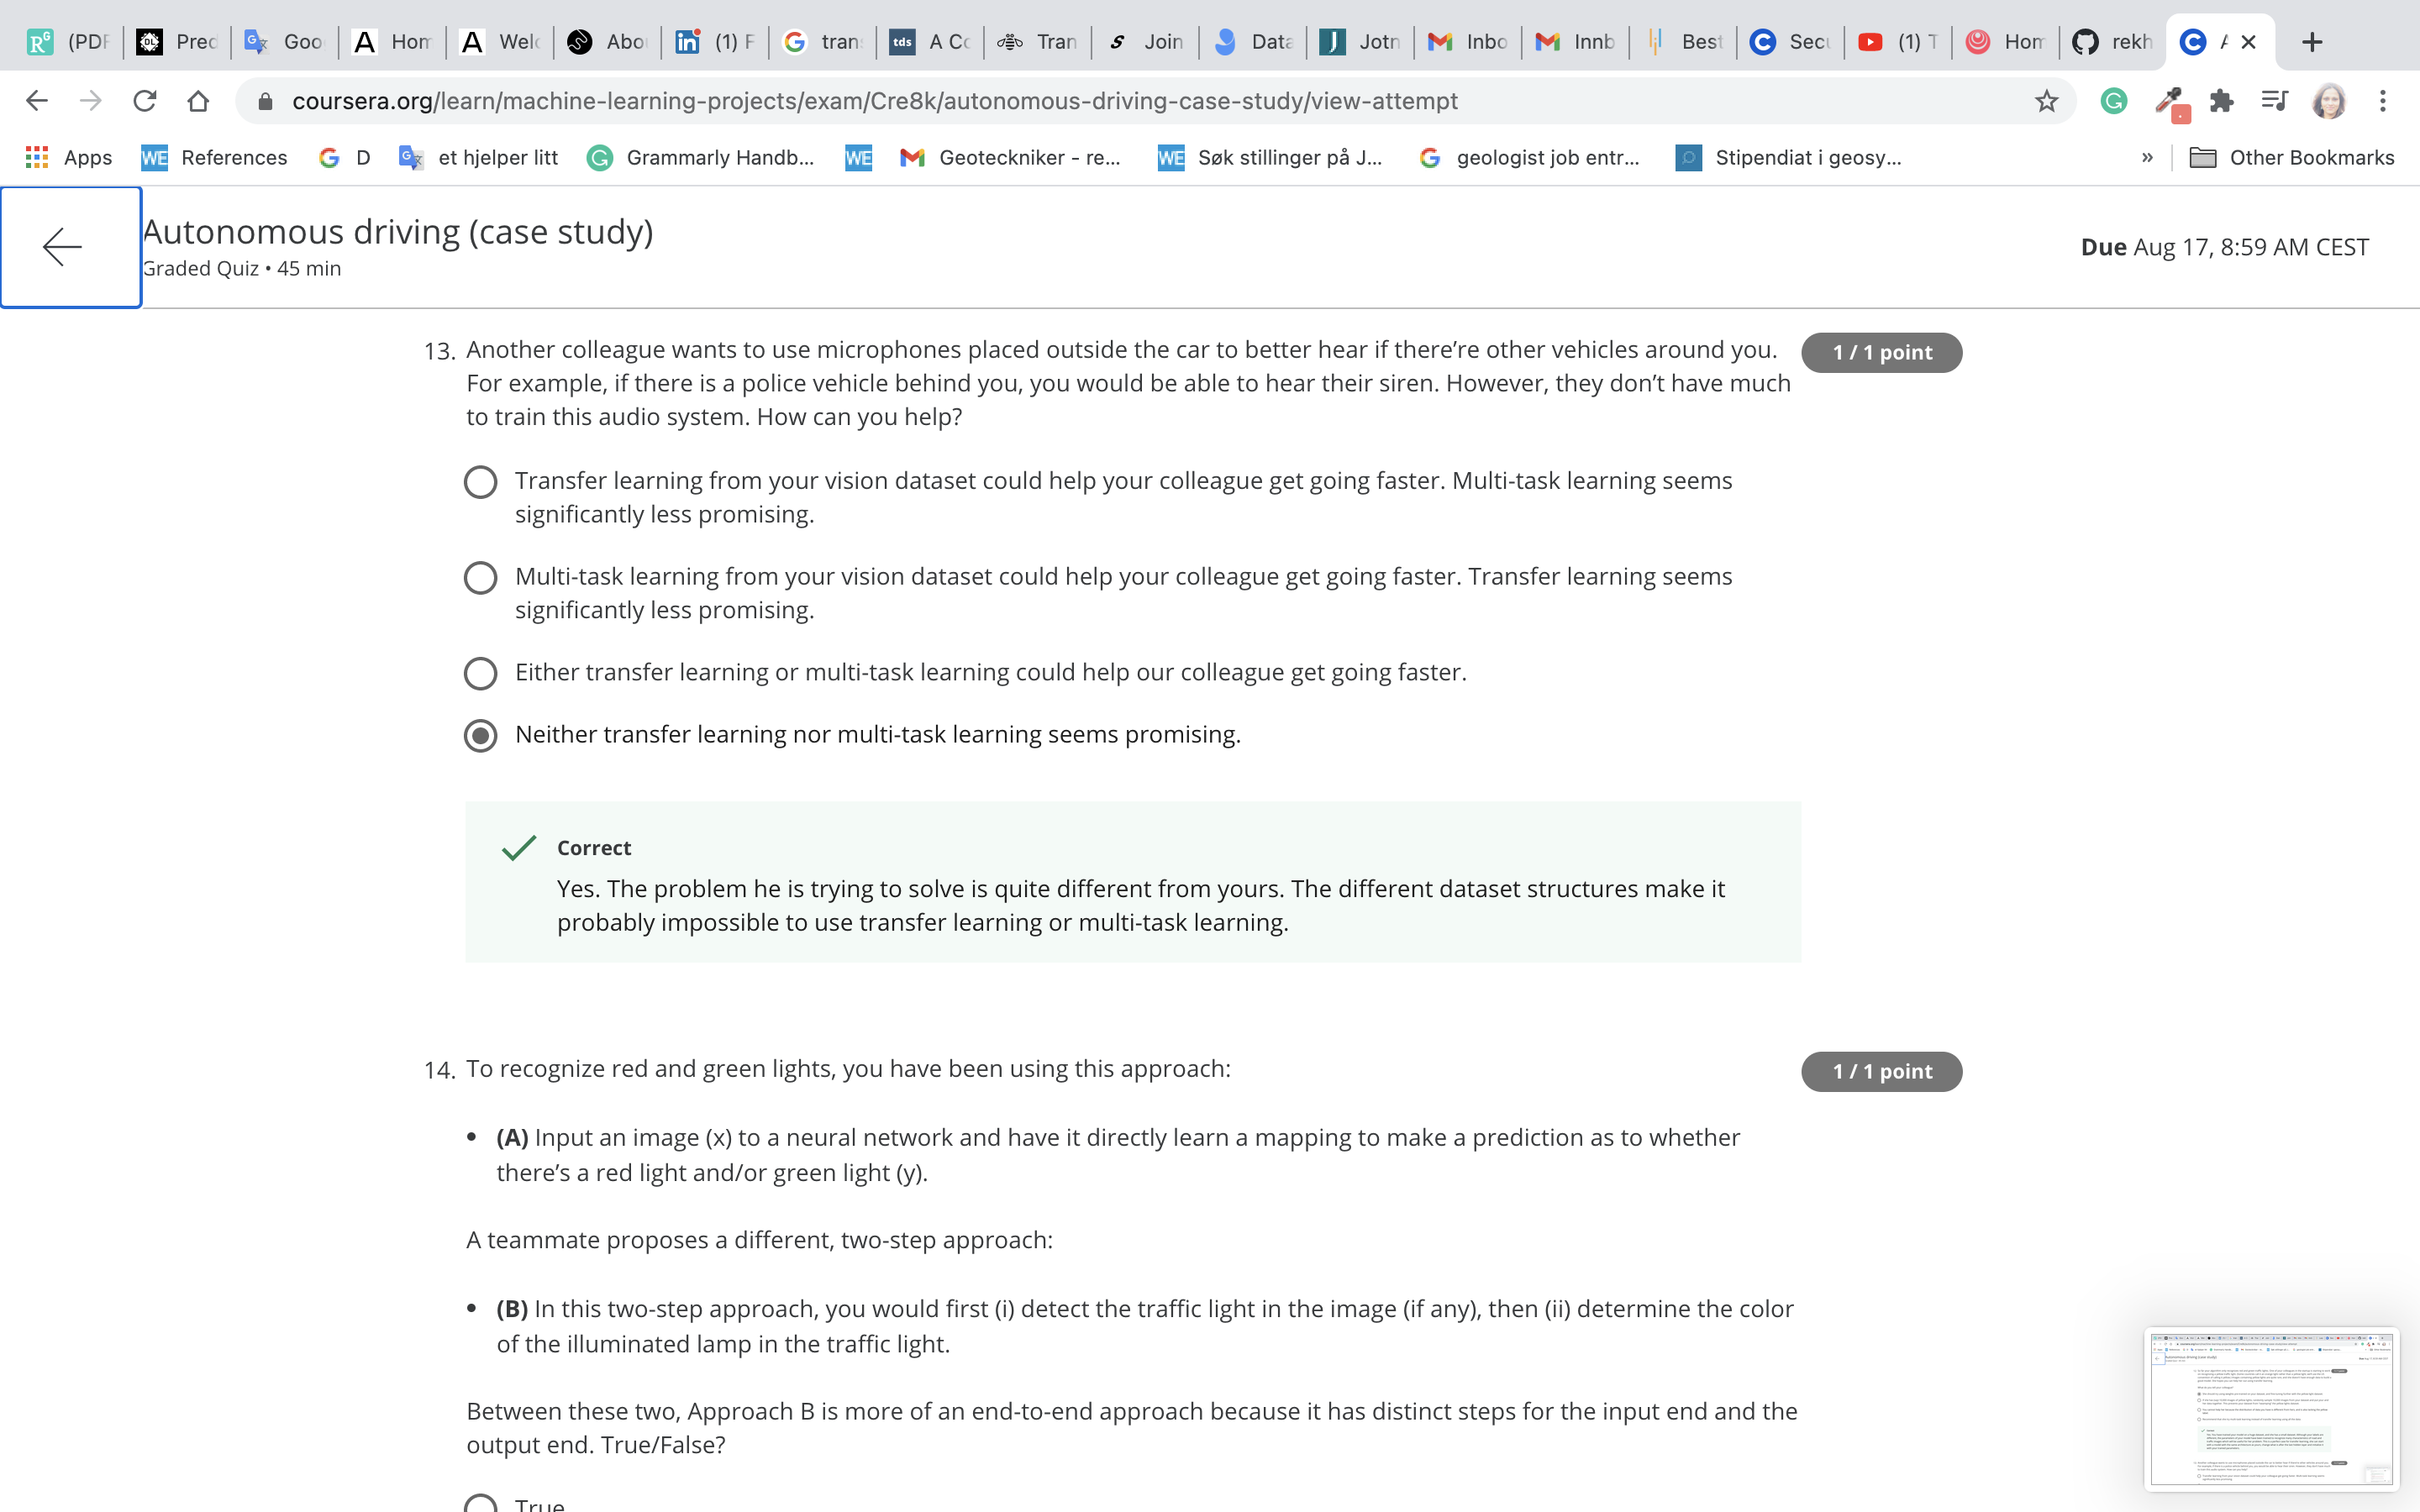 (PDF Pred Goo Hom Welc Abou (1) F tran A Co Tran Join Data Jotn Inbo Innb Best Secu (1) T Hom rekh
coursera.org/learn/machine-learning-projects/exam/Cre8k/autonomous-driving-case-study/view-attempt
Apps WE References D et hjelper litt Grammarly Handb... WE Geoteckniker - re... WE Søk stillinger på J... geologist job entr... Stipendiat i geosy... » Other Bookmarks
Autonomous driving (case study)
Graded Quiz • 45 min
Due Aug 17, 8:59 AM CEST
13. Another colleague wants to use microphones placed outside the car to better hear if there’re other vehicles around you.
1 / 1 point
For example, if there is a police vehicle behind you, you would be able to hear their siren. However, they don’t have much
to train this audio system. How can you help?
Transfer learning from your vision dataset could help your colleague get going faster. Multi-task learning seems
significantly less promising.
Multi-task learning from your vision dataset could help your colleague get going faster. Transfer learning seems
significantly less promising.
Either transfer learning or multi-task learning could help our colleague get going faster.
Neither transfer learning nor multi-task learning seems promising.
Correct
Yes. The problem he is trying to solve is quite different from yours. The different dataset structures make it
probably impossible to use transfer learning or multi-task learning.
14. To recognize red and green lights, you have been using this approach:
1 / 1 point
• (A) Input an image (x) to a neural network and have it directly learn a mapping to make a prediction as to whether
there’s a red light and/or green light (y).
A teammate proposes a different, two-step approach:
• (B) In this two-step approach, you would first (i) detect the traffic light in the image (if any), then (ii) determine the color
of the illuminated lamp in the traffic light.
Between these two, Approach B is more of an end-to-end approach because it has distinct steps for the input end and the
output end. True/False?
True